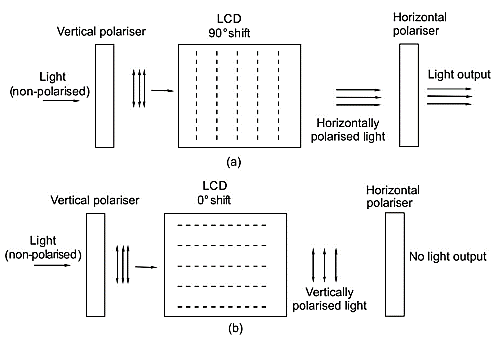 LCD
90°shift
Vertical polariser
Horizontal
polariser
Light
(non-polarised)
Light output
Horizontally
polarised light
(a)
LCD
0°shift
Vertical polariser
Horizontal
polariser
Light
(non-polarised)
No light output
Vertically
polarised light
(b)